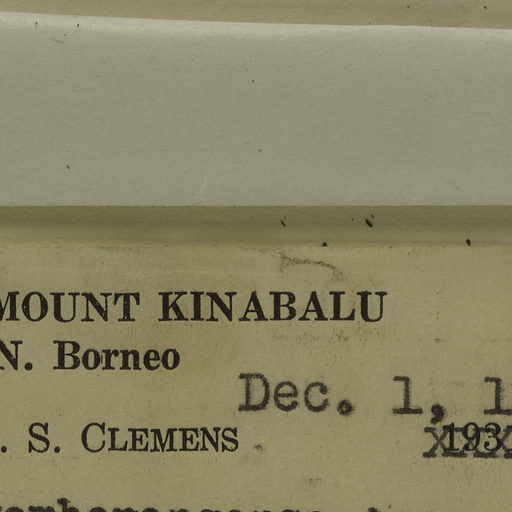 MOUNT KINABALU
N. Borneo
Dec. 1, 1
. S. CLEMENS